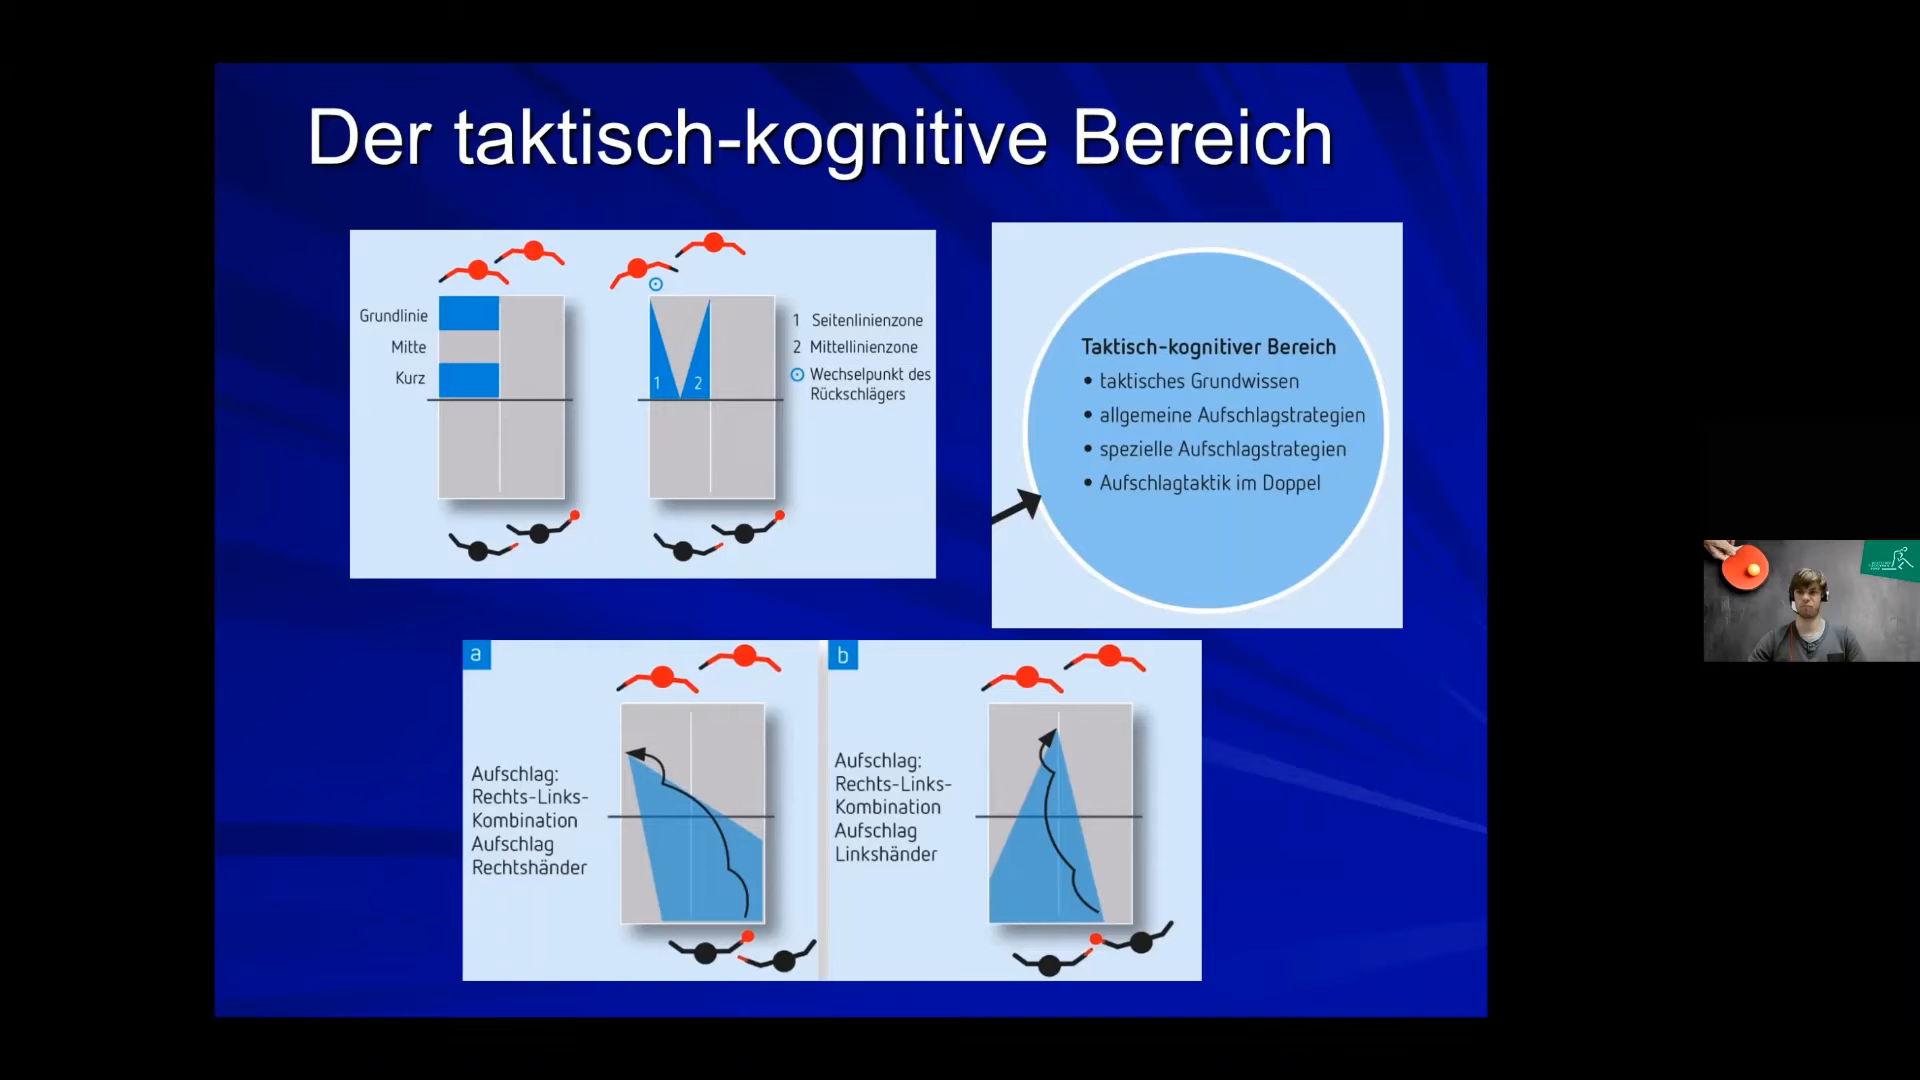 Der taktisch-kognitive Bereich
Grundlinie
Mitte
Kurz
1
2
1 Seitenlinienzone
2 Mittellinienzone
Wechselpunkt des
Rückschlägers
Taktisch-kognitiver Bereich
• taktisches Grundwissen
• allgemeine Aufschlagstrategien
• spezielle Aufschlagstrategien
• Aufschlagtaktik im Doppel
a
Aufschlag:
Rechts-Links-
Kombination
Aufschlag
Rechtshänder
b
Aufschlag:
Rechts-Links-
Kombination
Aufschlag
Linkshänder